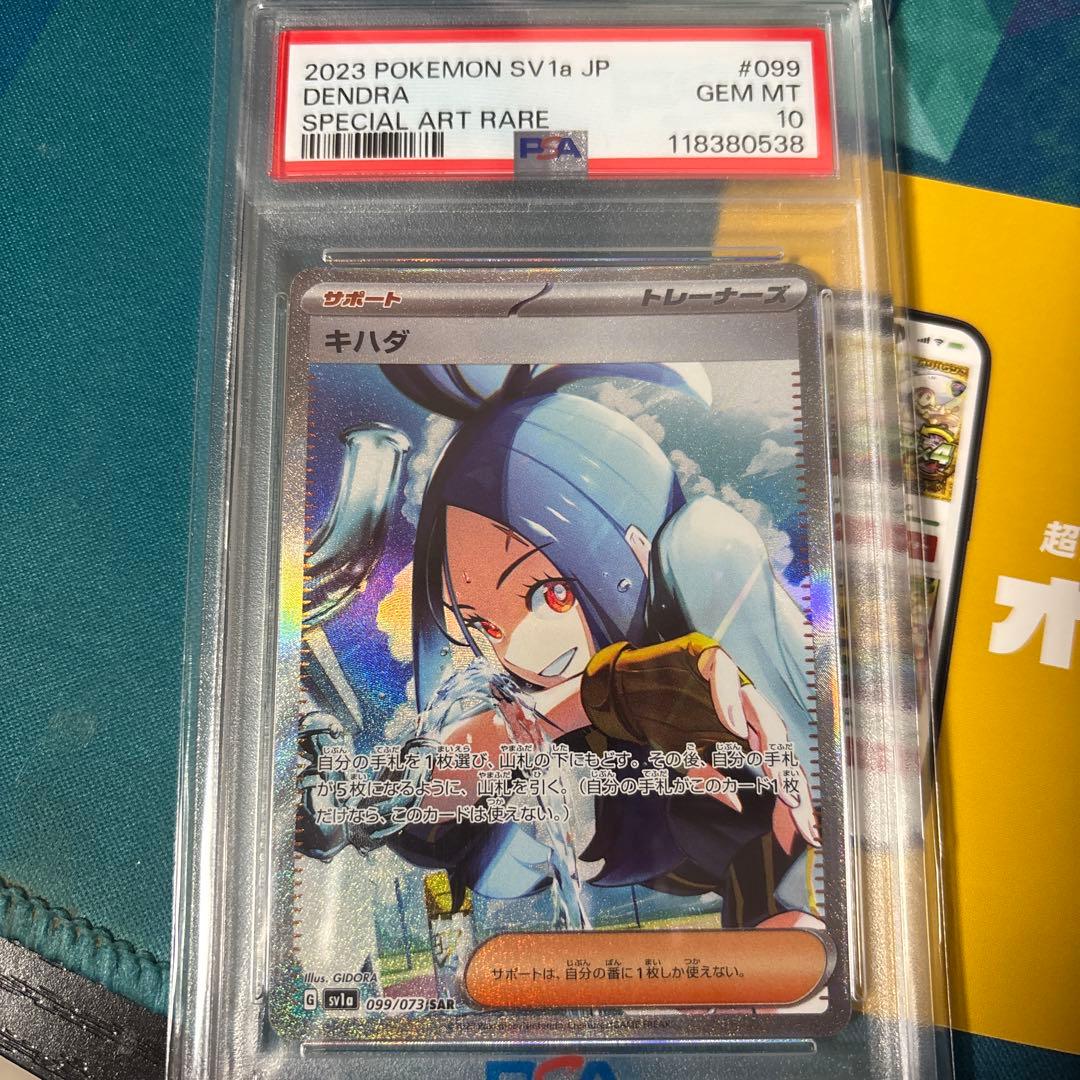 2023 POKEMON SV1a JP #099
DENDRA GEM MT
SPECIAL ART RARE 10
PSA 118380538
サポート トレーナーズ
キハダ
超
オ
自分の手札を1枚選び、山札の下にもどす。その後、自分の手札
が5枚になるように、山札を引く。（自分の手札がこのカード1枚
だけなら、このカードは使えない。）
サポートは、自分の番に1枚しか使えない。
Illus. GIDORA
G sv1a 099/073 SAR
PSA